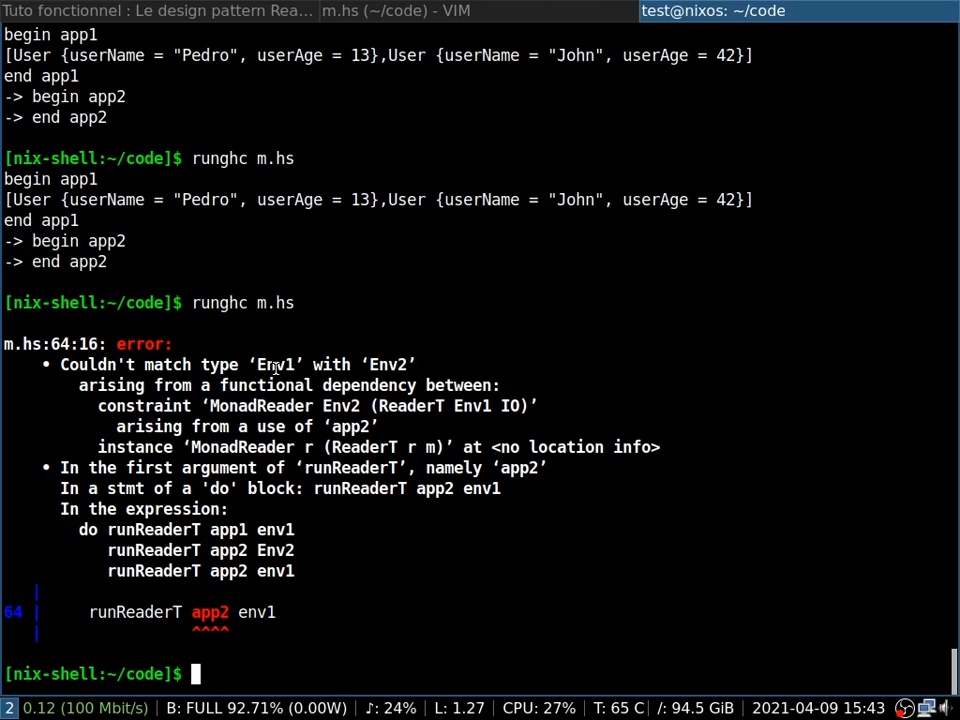 Tuto fonctionnel : Le design pattern Rea... m.hs (~/code) - VIM test@nixos: ~/code
begin app1
[User {userName = "Pedro", userAge = 13},User {userName = "John", userAge = 42}]
end app1
-> begin app2
-> end app2
[nix-shell:~/code]$ runghc m.hs
begin app1
[User {userName = "Pedro", userAge = 13},User {userName = "John", userAge = 42}]
end app1
-> begin app2
-> end app2
[nix-shell:~/code]$ runghc m.hs
m.hs:64:16: error:
• Couldn't match type ‘Env1’ with ‘Env2’
arising from a functional dependency between:
constraint ‘MonadReader Env2 (ReaderT Env1 IO)’
arising from a use of ‘app2’
instance ‘MonadReader r (ReaderT r m)’ at <no location info>
• In the first argument of ‘runReaderT’, namely ‘app2’
In a stmt of a 'do' block: runReaderT app2 env1
In the expression:
do runReaderT app1 env1
runReaderT app2 Env2
runReaderT app2 env1
|
64 | runReaderT app2 env1
| ^^^^
[nix-shell:~/code]$
2 0.12 (100 Mbit/s) | B: FULL 92.71% (0.00W) | ♪: 24% | L: 1.27 | CPU: 27% | T: 65 C | /: 94.5 GiB | 2021-04-09 15:43